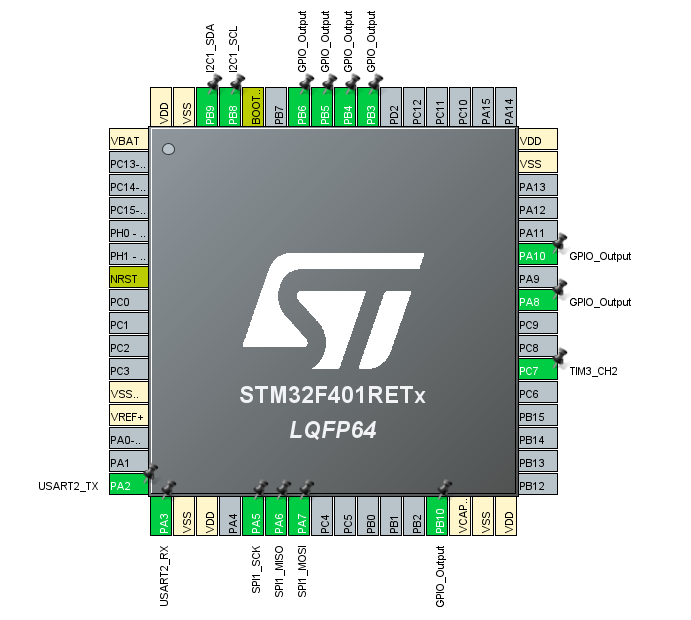 I2C1_SDA
I2C1_SCL
GPIO_Output
GPIO_Output
GPIO_Output
GPIO_Output
VDD
VSS
PB9
PB8
BOOT..
PB7
PB6
PB5
PB4
PB3
PD2
PC12
PC11
PC10
PA15
PA14
VBAT
PC13-..
PC14-..
PC15-..
PH0 - ..
PH1 - ..
NRST
PC0
PC1
PC2
PC3
VSS..
VREF+
PA0-..
PA1
USART2_TX PA2
VDD
VSS
PA13
PA12
PA11
PA10 GPIO_Output
PA9
PA8 GPIO_Output
PC9
PC8
PC7 TIM3_CH2
PC6
PB15
PB14
PB13
PB12
STM32F401RETx
LQFP64
PA3
VSS
VDD
PA4
PA5
PA6
PA7
PC4
PC5
PB0
PB1
PB2
PB10
VCAP..
VSS
VDD
USART2_RX
SPI1_SCK
SPI1_MISO
SPI1_MOSI
GPIO_Output